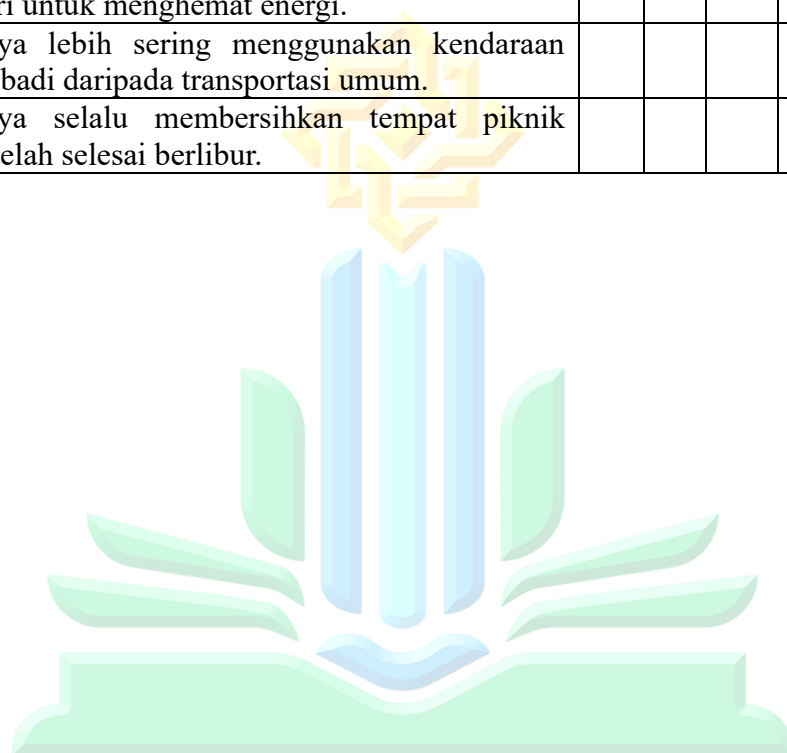 ri untuk menghemat energi.
ya lebih sering menggunakan kendaraan
badi daripada transportasi umum.
ya selalu membersihkan tempat piknik
elah selesai berlibur.